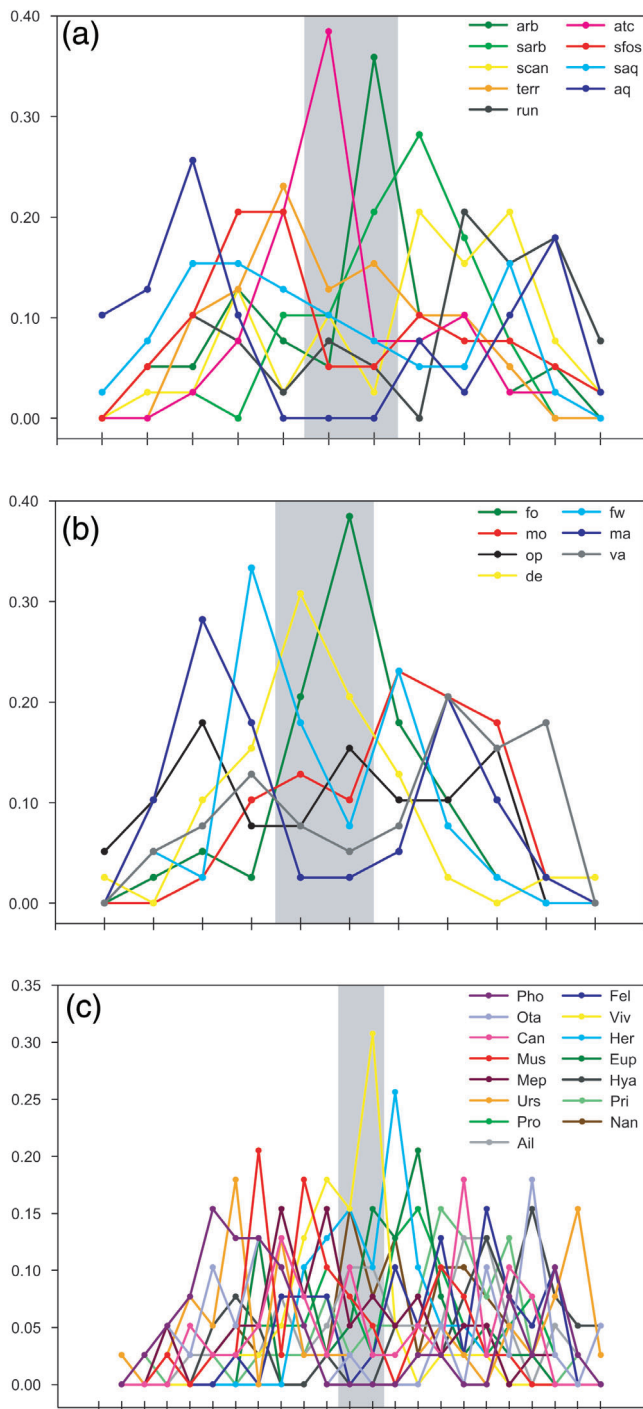 0.40
(a)
arb
atc
sarb
sfos
0.30
scan
saq
terr
aq
run
0.20
0.10
0.00
0.40
(b)
fo
fw
mo
ma
op
va
0.30
de
0.20
0.10
0.00
0.35
(c)
Pho
Fel
Ota
Viv
0.30
Can
Her
Mus
Eup
Mep
Hya
0.25
Urs
Pri
Pro
Nan
Ail
0.20
0.15
0.10
0.05
0.00